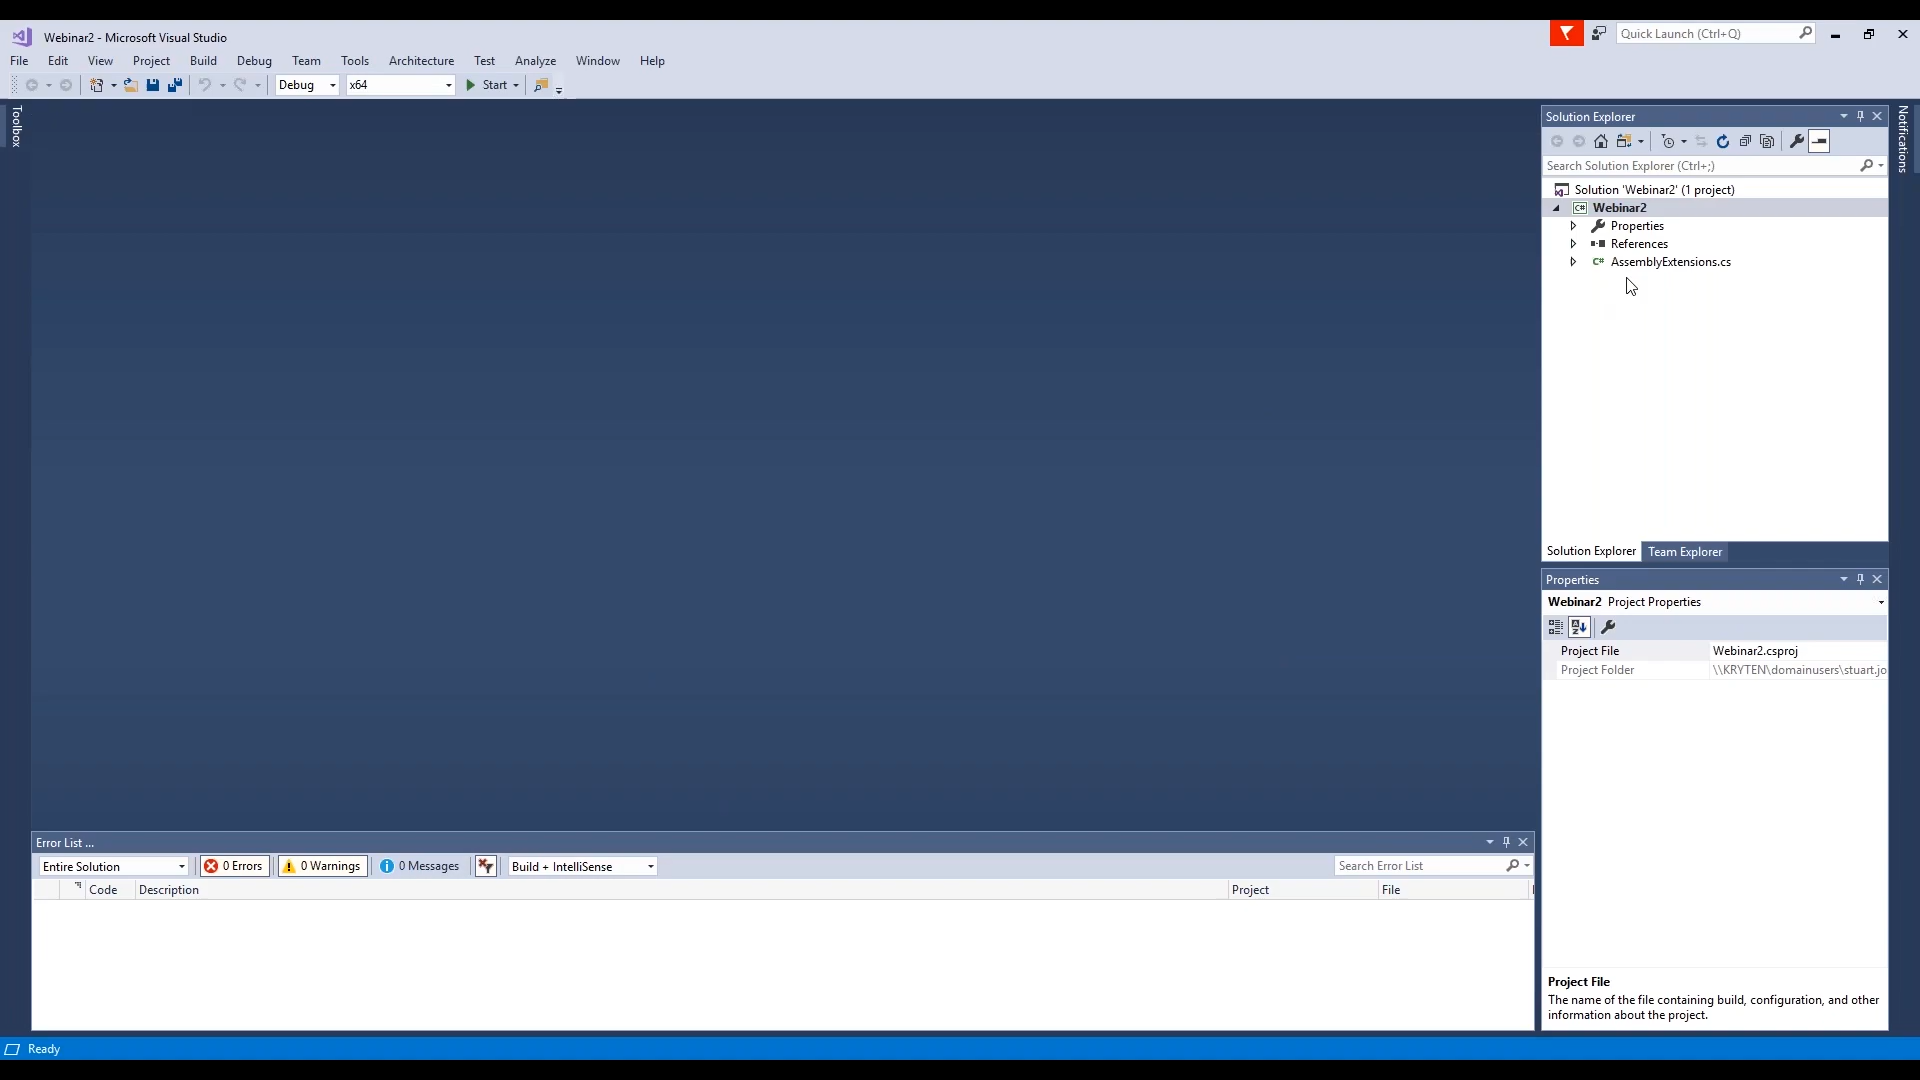 Webinar2 - Microsoft Visual Studio
Quick Launch (Ctrl+Q)
File Edit View Project Build Debug Team Tools Architecture Test Analyze Window Help
Debug x64 Start
Toolbox
Solution Explorer
Search Solution Explorer (Ctrl+;)
Solution 'Webinar2' (1 project)
C# Webinar2
Properties
References
C# AssemblyExtensions.cs
Solution Explorer Team Explorer
Notifications
Properties
Webinar2 Project Properties
Project File Webinar2.csproj
Project Folder \\KRYTEN\domainusers\stuart.jo
Project File
The name of the file containing build, configuration, and other
information about the project.
Error List ...
Entire Solution 0 Errors 0 Warnings 0 Messages Build + IntelliSense Search Error List
Code Description Project File
Ready